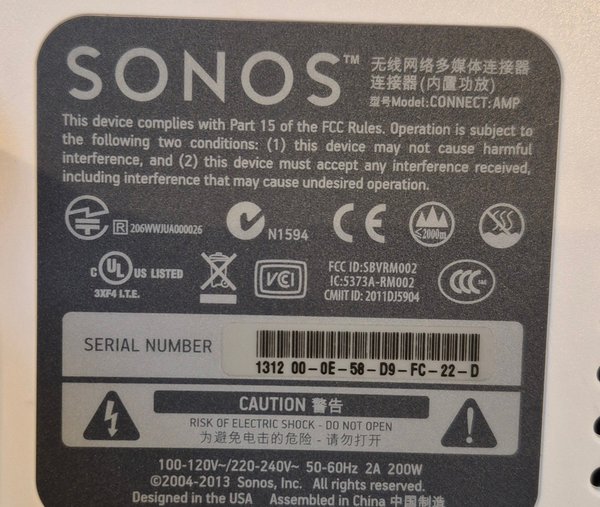 SONOS™ 无线网络多媒体连接器
连接器(内置功放)
型号Model:CONNECT:AMP
This device complies with Part 15 of the FCC Rules. Operation is subject to
the following two conditions: (1) this device may not cause harmful
interference, and (2) this device must accept any interference received,
including interference that may cause undesired operation.
R 206WWJUA000026 N1594 CE ≤2000m
C UL US LISTED
3XF4 I.T.E.
VCI
FCC ID:SBVRM002
IC:5373A-RM002
CMIIT ID: 2011DJ5904
CCC
SERIAL NUMBER
1312 00-0E-58-D9-FC-22-D
CAUTION 警告
RISK OF ELECTRIC SHOCK - DO NOT OPEN
为避免电击的危险 - 请勿打开
100-120V~/220-240V~ 50-60Hz 2A 200W
©2004-2013 Sonos, Inc. All rights reserved.
Designed in the USA Assembled in China 中国制造